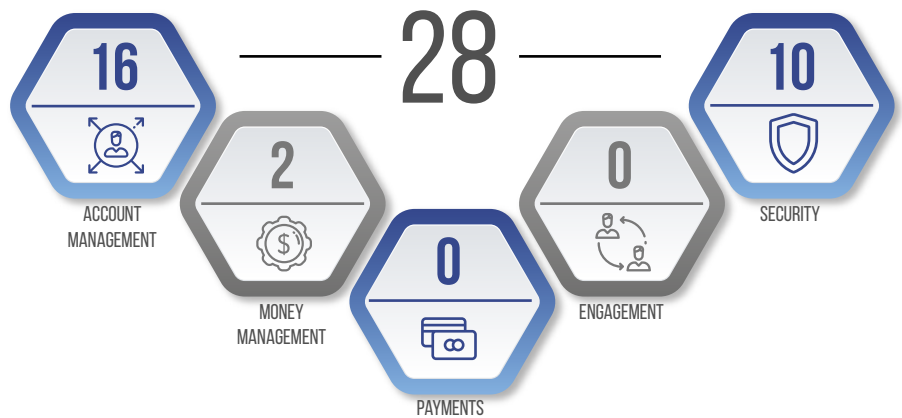 28
16
ACCOUNT
MANAGEMENT
2
$
MONEY
MANAGEMENT
0
PAYMENTS
0
ENGAGEMENT
10
SECURITY